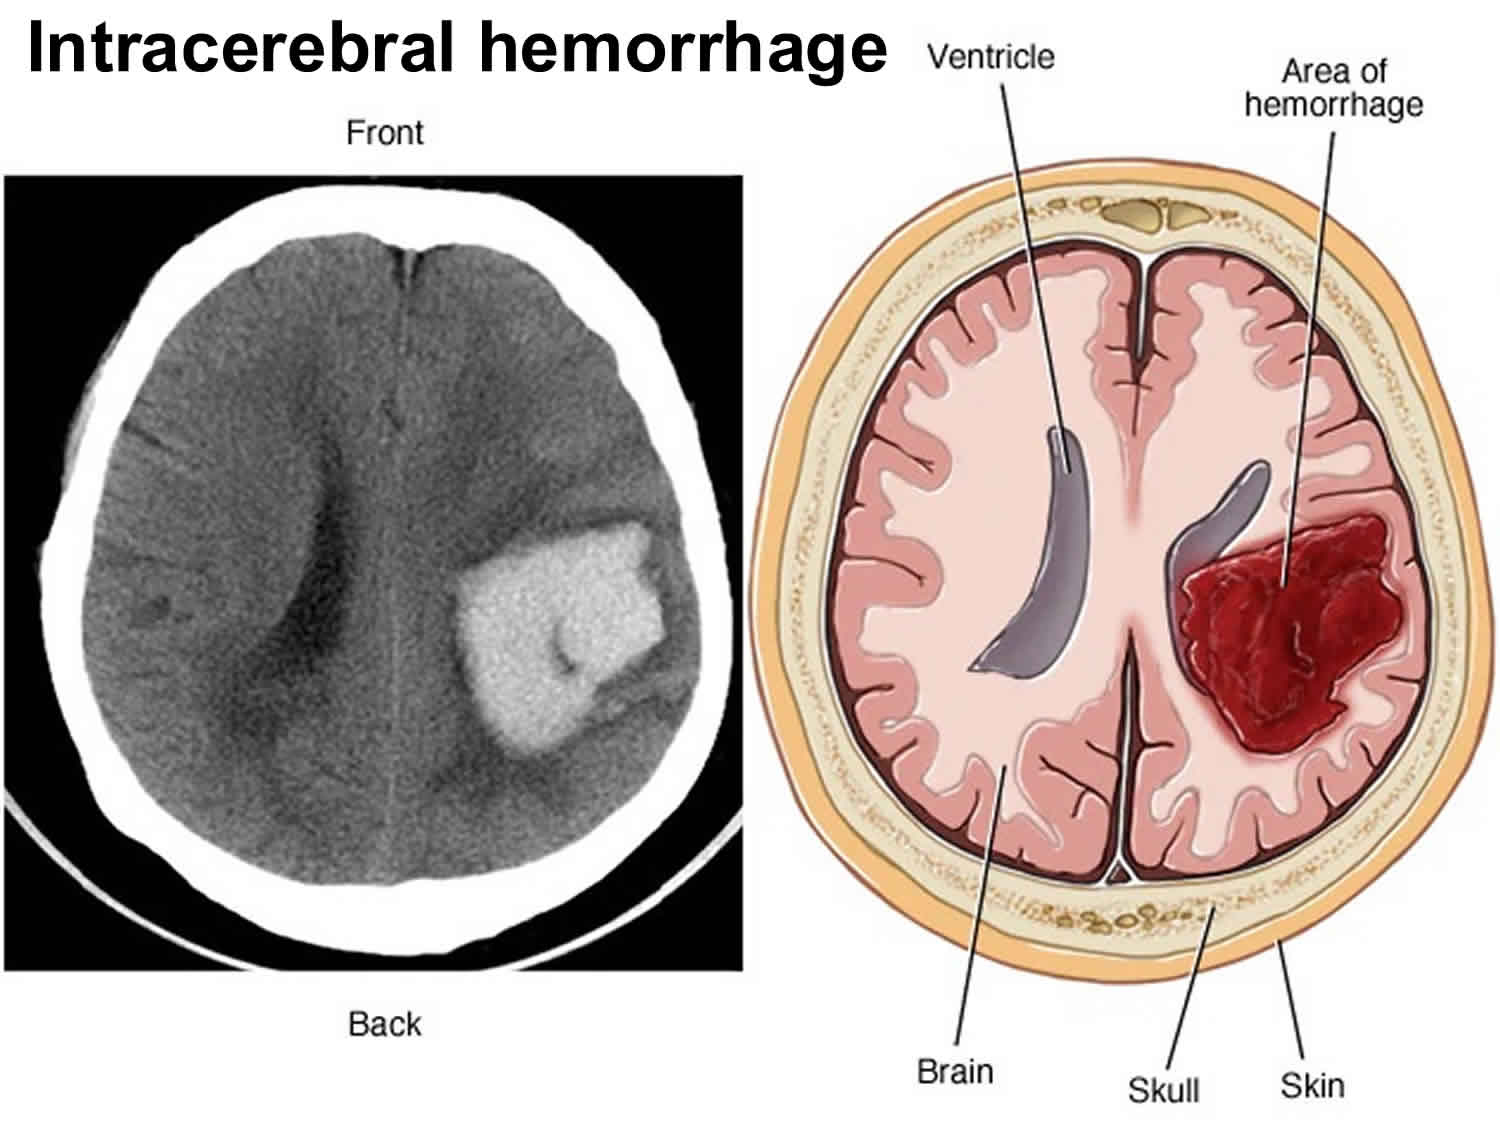 Intracerebral hemorrhage
Ventricle
Area of
hemorrhage
Front
Back
Brain
Skull
Skin